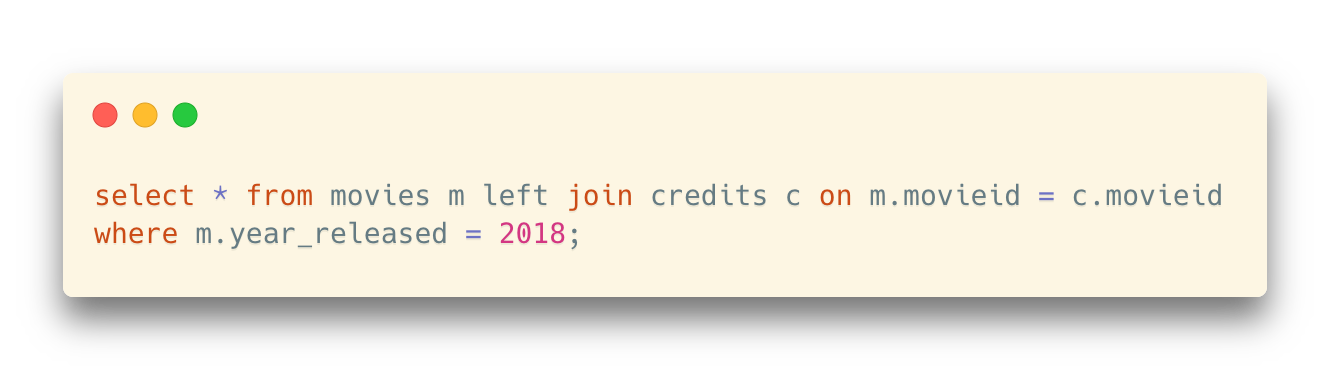 select * from movies m left join credits c on m.movieid = c.movieid
where m.year_released = 2018;